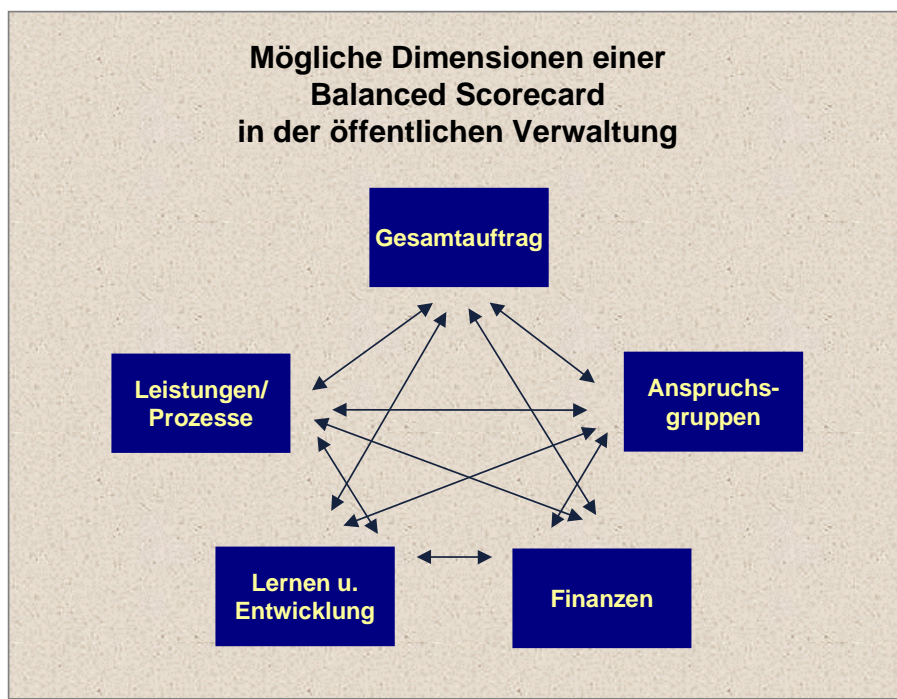 Mögliche Dimensionen einer
Balanced Scorecard
in der öffentlichen Verwaltung
Gesamtauftrag
Leistungen/
Prozesse
Anspruchs-
gruppen
Lernen u.
Entwicklung
Finanzen